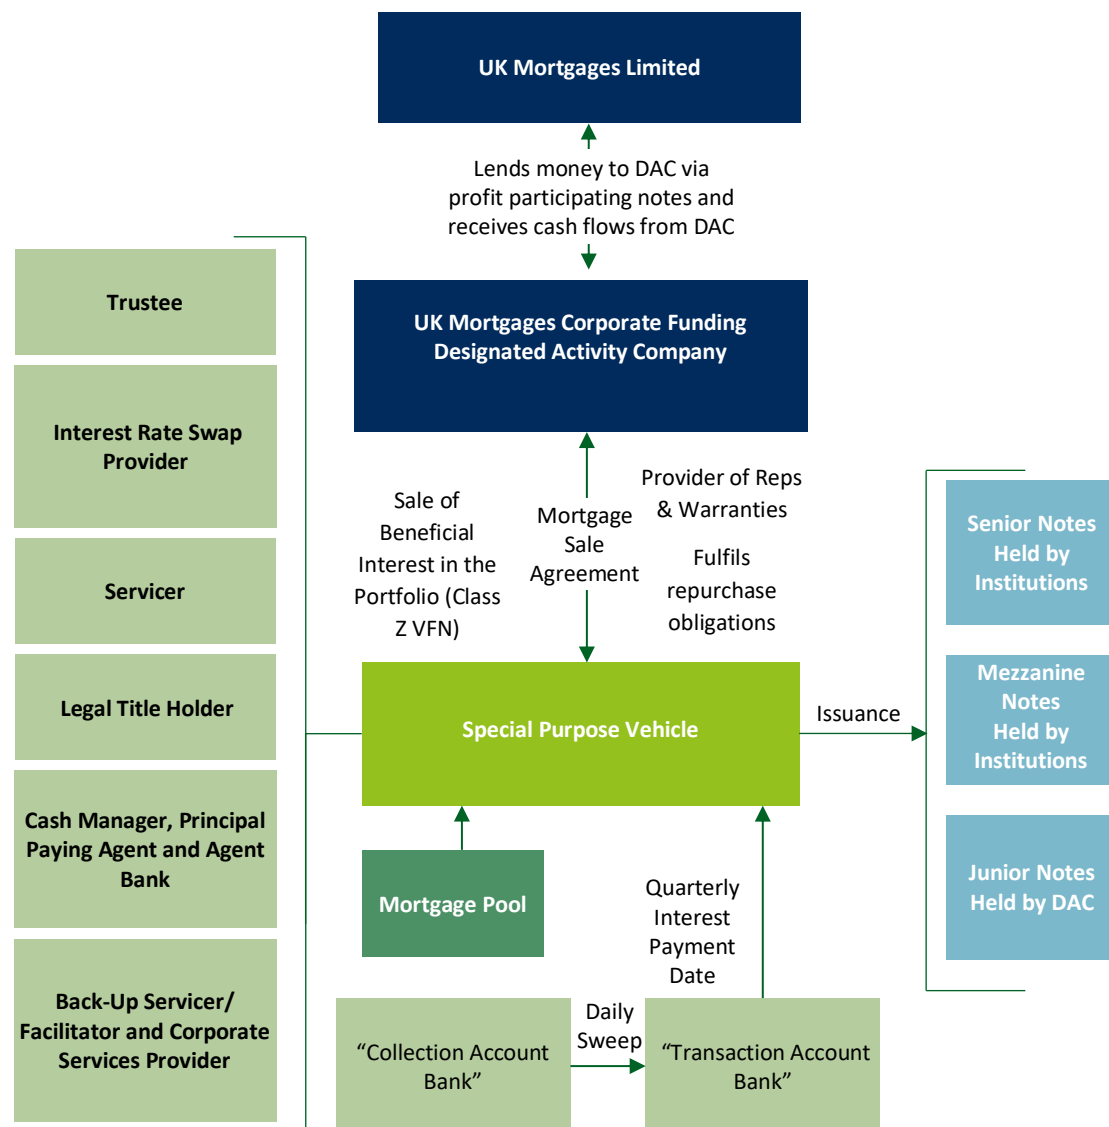 UK Mortgages Limited
Lends money to DAC via
profit participating notes and
receives cash flows from DAC
UK Mortgages Corporate Funding
Designated Activity Company
Trustee
Interest Rate Swap
Provider
Servicer
Legal Title Holder
Cash Manager, Principal
Paying Agent and Agent
Bank
Back-Up Servicer/
Facilitator and Corporate
Services Provider
Sale of
Beneficial
Interest in the
Portfolio (Class
Z VFN)
Mortgage
Sale
Agreement
Provider of Reps
& Warranties
Fulfils
repurchase
obligations
Special Purpose Vehicle
Issuance
Senior Notes
Held by
Institutions
Mezzanine
Notes
Held by
Institutions
Junior Notes
Held by DAC
Mortgage Pool
Quarterly
Interest
Payment
Date
“Collection Account
Bank”
Daily
Sweep
“Transaction Account
Bank”